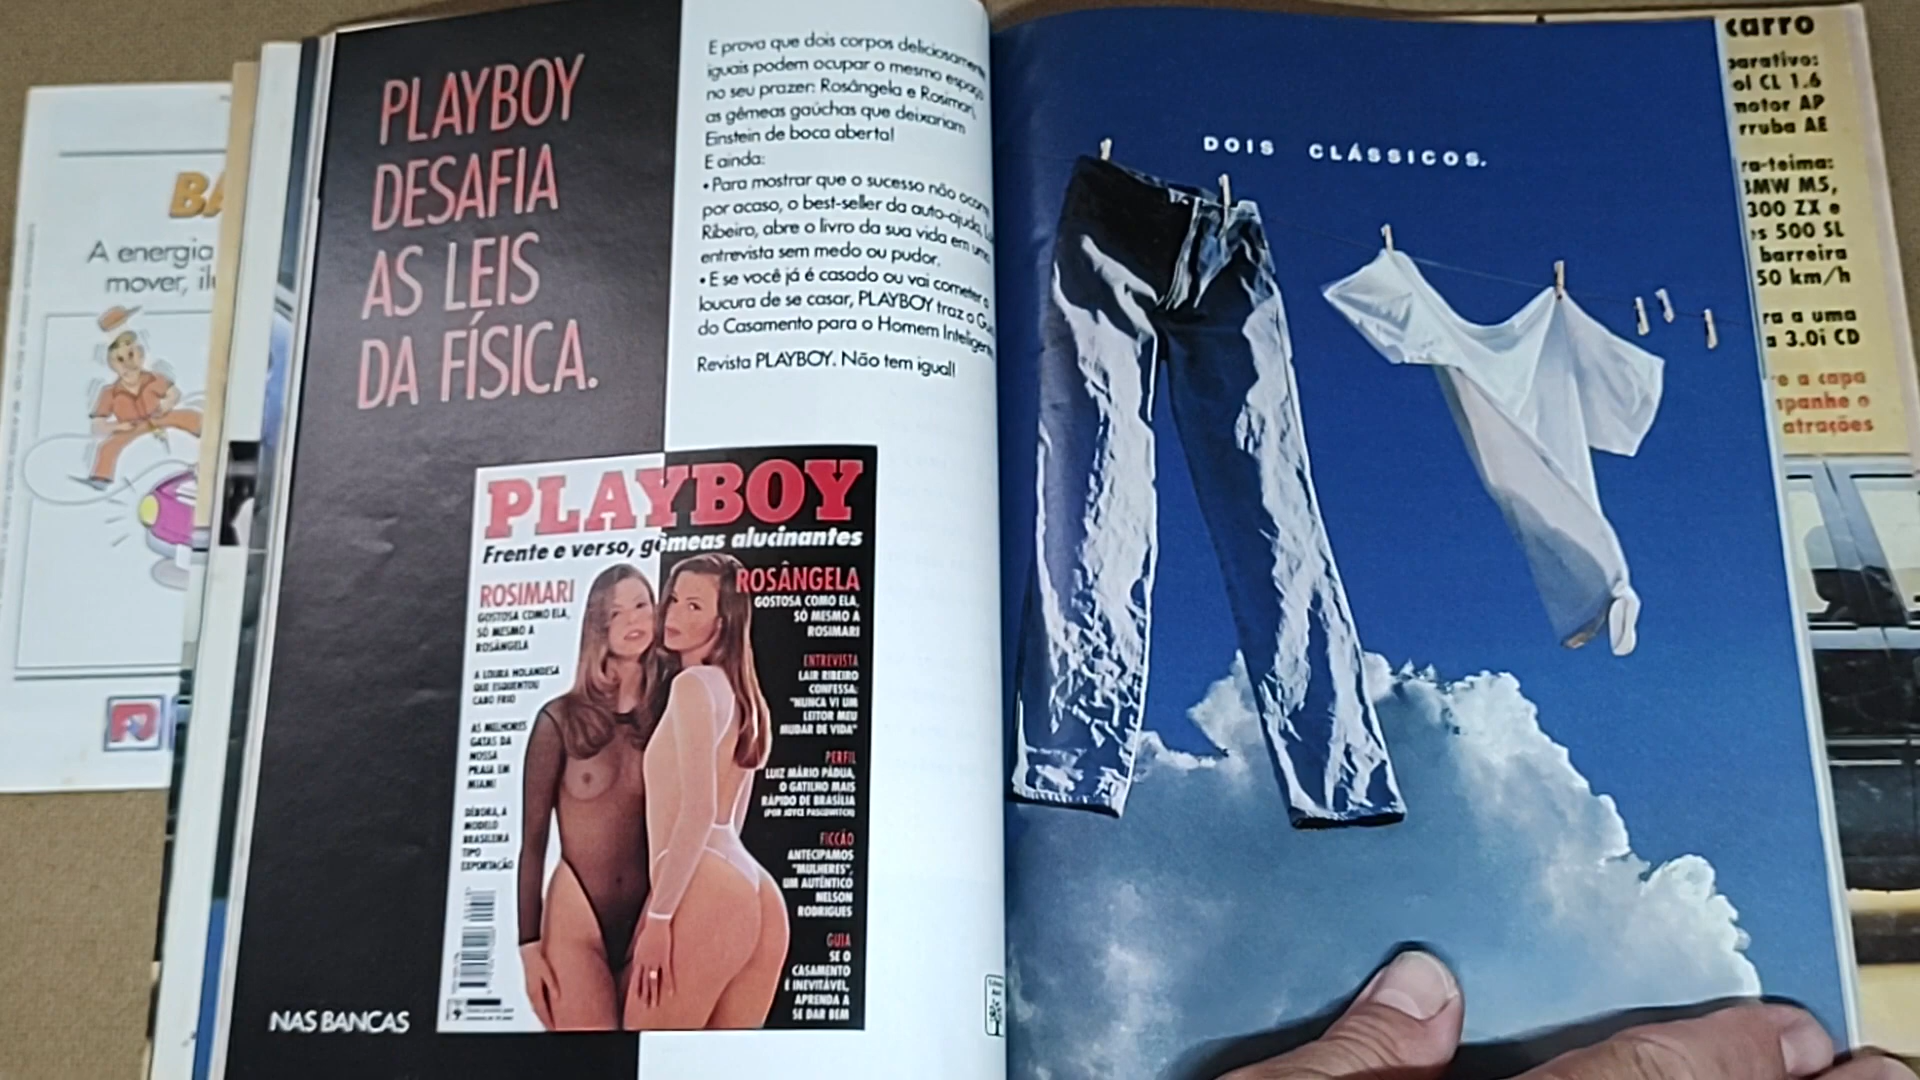 BA
A energia
mover, ilu
PLAYBOY
DESAFIA
AS LEIS
DA FÍSICA.
E prova que dois corpos deliciosamente
iguais podem ocupar o mesmo espaço
no seu prazer: Rosângela e Rosimari,
as gêmeas gaúchas que deixariam
Einstein de boca aberta!
E ainda:
• Para mostrar que o sucesso não ocorre
por acaso, o best-seller da auto-ajuda,
Ribeiro, abre o livro da sua vida em uma
entrevista sem medo ou pudor.
• E se você já é casado ou vai cometer a
loucura de se casar, PLAYBOY traz o
do Casamento para o Homem Inteligente
Revista PLAYBOY. Não tem igual!
PLAYBOY
Frente e verso, gêmeas alucinantes
ROSIMARI
GOSTOSA COMO ELA,
SÓ MESMO A
ROSÂNGELA
A LOURA HOLANDESA
QUE ESQUENTOU
CABO FRIO
AS MELHORES
GATAS DA
NOSSA
PRAIA EM
MIAMI
DÉBORA, A
MODELO
BRASILEIRA
TIPO
EXPORTAÇÃO
ROSÂNGELA
GOSTOSA COMO ELA,
SÓ MESMO A
ROSIMARI
ENTREVISTA
LAIR RIBEIRO
CONFESSA:
"NUNCA VI UM
LEITOR MEU
MUDAR DE VIDA"
PERFIL
LUIZ MÁRIO PÁDUA,
O GATILHO MAIS
RÁPIDO DE BRASÍLIA
(POR JOYCE PASCOWITCH)
FICÇÃO
ANTECIPAMOS
"MULHERES",
UM AUTÊNTICO
NELSON
RODRIGUES
GUIA
SE O
CASAMENTO
É INEVITÁVEL,
APRENDA A
SE DAR BEM
NAS BANCAS
DOIS CLÁSSICOS.
carro
parativo:
ol CL 1.6
motor AP
rruba AE
ra-teima:
BMW M5,
300 ZX e
s 500 SL
barreira
50 km/h
ra a uma
a 3.0i CD
e a capa
mpanhe o
atrações